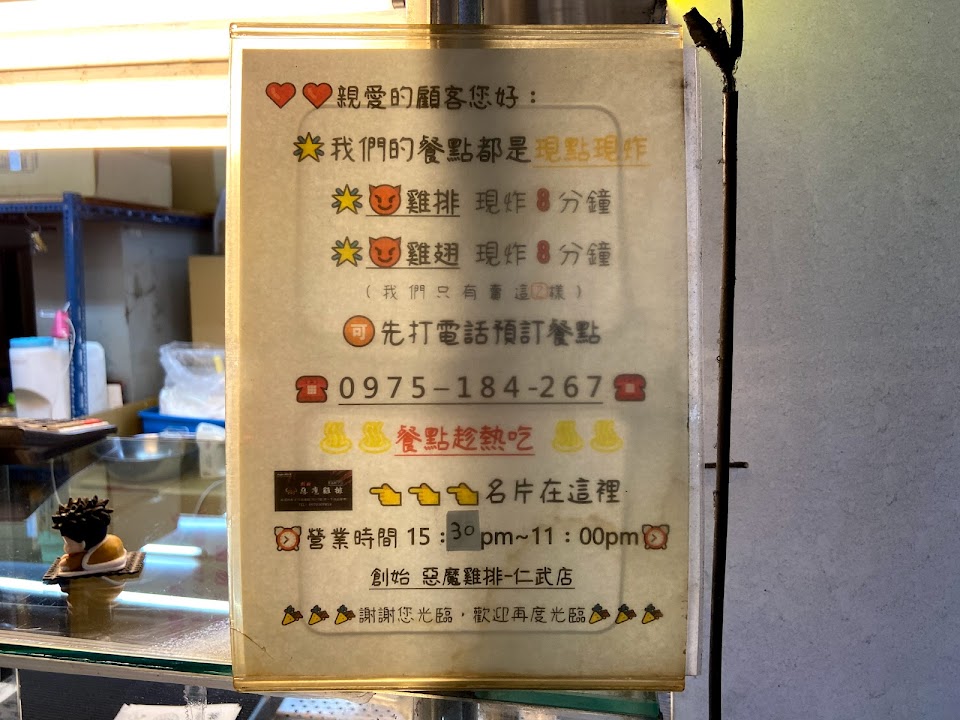 親愛的顧客您好：
我們的餐點都是現點現炸
雞排 現炸 8 分鐘
雞翅 現炸 8 分鐘
(我們只有賣這2樣)
可先打電話預訂餐點
0975-184-267
餐點趁熱吃
惡魔雞排
名片在這裡
營業時間 15：30pm~11：00pm
創始 惡魔雞排-仁武店
謝謝您光臨，歡迎再度光臨